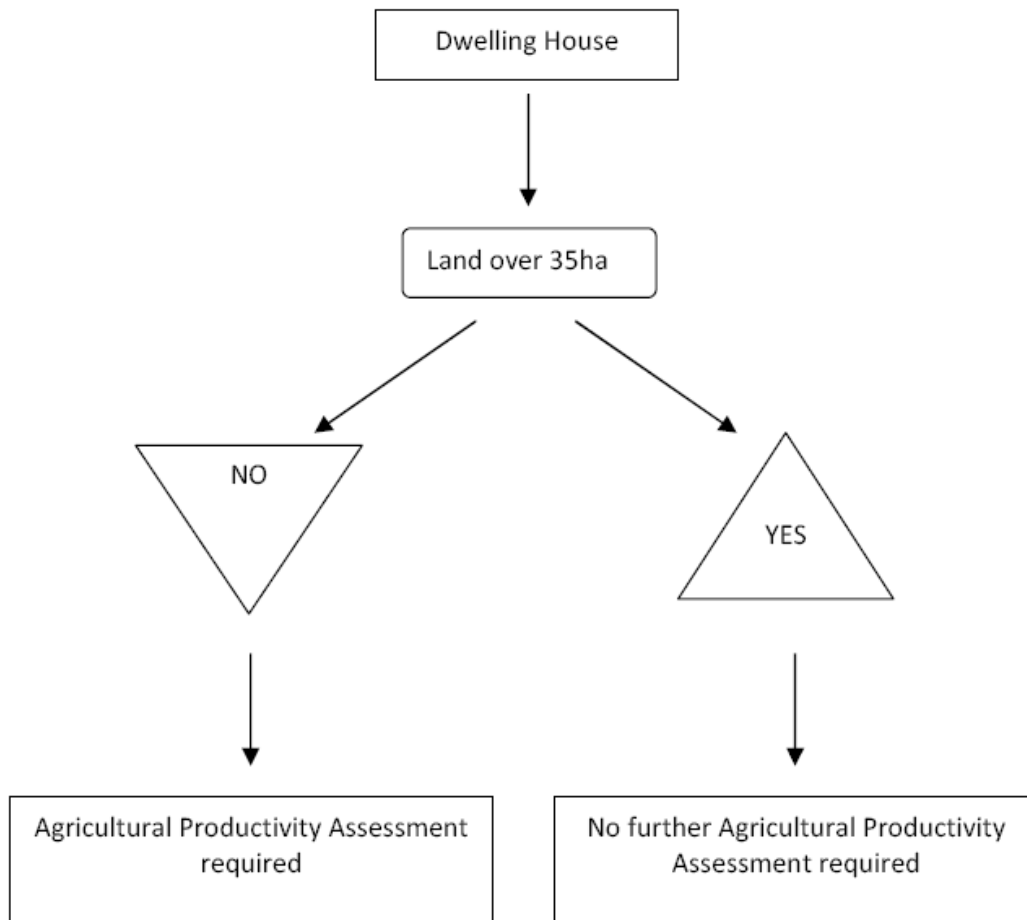 Dwelling House
Land over 35ha
NO
YES
Agricultural Productivity Assessment
required
No further Agricultural Productivity
Assessment required